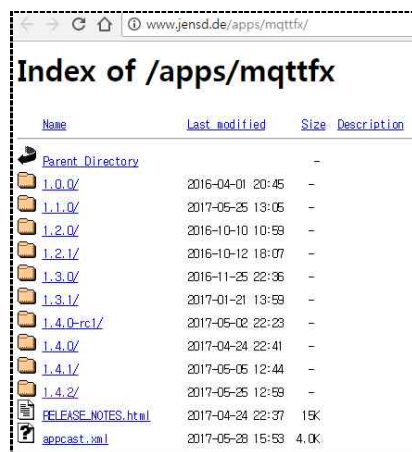 www.jensd.de/apps/mqttfx/
Index of /apps/mqttfx
Name Last modified Size Description
Parent Directory -
1.0.0/ 2016-04-01 20:45 -
1.1.0/ 2017-05-25 13:05 -
1.2.0/ 2016-10-10 10:59 -
1.2.1/ 2016-10-12 18:07 -
1.3.0/ 2016-11-25 22:36 -
1.3.1/ 2017-01-21 13:59 -
1.4.0-rc1/ 2017-05-02 22:23 -
1.4.0/ 2017-04-24 22:41 -
1.4.1/ 2017-05-05 12:44 -
1.4.2/ 2017-05-25 12:59 -
RELEASE_NOTES.html 2017-04-24 22:37 15K
appcast.xml 2017-05-28 15:53 4.0K